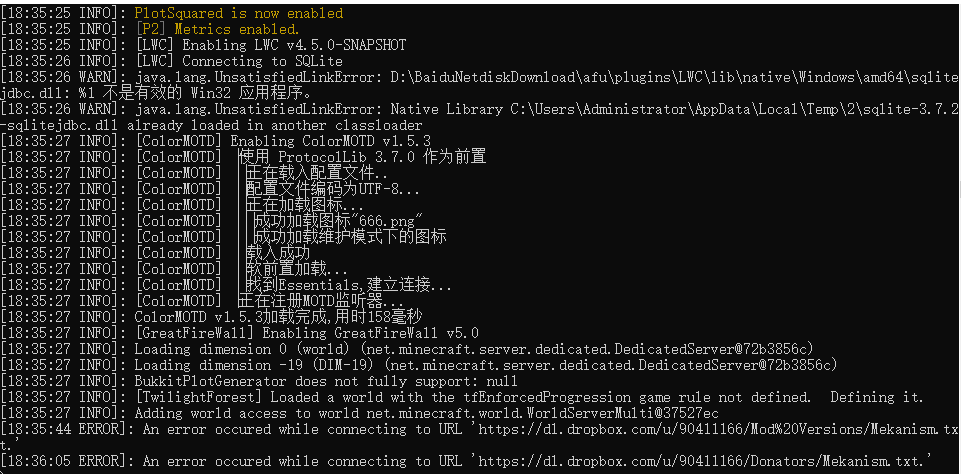 [18:35:25 INFO]: PlotSquared is now enabled
[18:35:25 INFO]: [P2] Metrics enabled.
[18:35:25 INFO]: [LWC] Enabling LWC v4.5.0-SNAPSHOT
[18:35:26 INFO]: [LWC] Connecting to SQLite
[18:35:26 WARN]: java.lang.UnsatisfiedLinkError: D:\BaiduNetdiskDownload\afu\plugins\LWC\lib\native\Windows\amd64\sqlite
jdbc.dll: %1 不是有效的 Win32 应用程序。
[18:35:26 WARN]: java.lang.UnsatisfiedLinkError: Native Library C:\Users\Administrator\AppData\Local\Temp\2\sqlite-3.7.2
-sqlitejdbc.dll already loaded in another classloader
[18:35:27 INFO]: [ColorMOTD] Enabling ColorMOTD v1.5.3
[18:35:27 INFO]: [ColorMOTD] 使用 ProtocolLib 3.7.0 作为前置
[18:35:27 INFO]: [ColorMOTD] 正在载入配置文件..
[18:35:27 INFO]: [ColorMOTD] 配置文件编码为UTF-8...
[18:35:27 INFO]: [ColorMOTD] 正在加载图标...
[18:35:27 INFO]: [ColorMOTD] 成功加载图标"666.png"
[18:35:27 INFO]: [ColorMOTD] 成功加载维护模式下的图标
[18:35:27 INFO]: [ColorMOTD] 载入成功
[18:35:27 INFO]: [ColorMOTD] 软前置加载...
[18:35:27 INFO]: [ColorMOTD] 找到Essentials,建立连接...
[18:35:27 INFO]: [ColorMOTD] 正在注册MOTD监听器...
[18:35:27 INFO]: ColorMOTD v1.5.3加载完成,用时158毫秒
[18:35:27 INFO]: [GreatFireWall] Enabling GreatFireWall v5.0
[18:35:27 INFO]: Loading dimension 0 (world) (net.minecraft.server.dedicated.DedicatedServer@72b3856c)
[18:35:27 INFO]: Loading dimension -19 (DIM-19) (net.minecraft.server.dedicated.DedicatedServer@72b3856c)
[18:35:27 INFO]: BukkitPlotGenerator does not fully support: null
[18:35:27 INFO]: [TwilightForest] Loaded a world with the tfEnforcedProgression game rule not defined.  Defining it.
[18:35:27 INFO]: Adding world access to world net.minecraft.world.WorldServerMulti@37527ec
[18:35:44 ERROR]: An error occured while connecting to URL 'https://dl.dropbox.com/u/90411166/Mod%20Versions/Mekanism.tx
t.'
[18:36:05 ERROR]: An error occured while connecting to URL 'https://dl.dropbox.com/u/90411166/Donators/Mekanism.txt.'